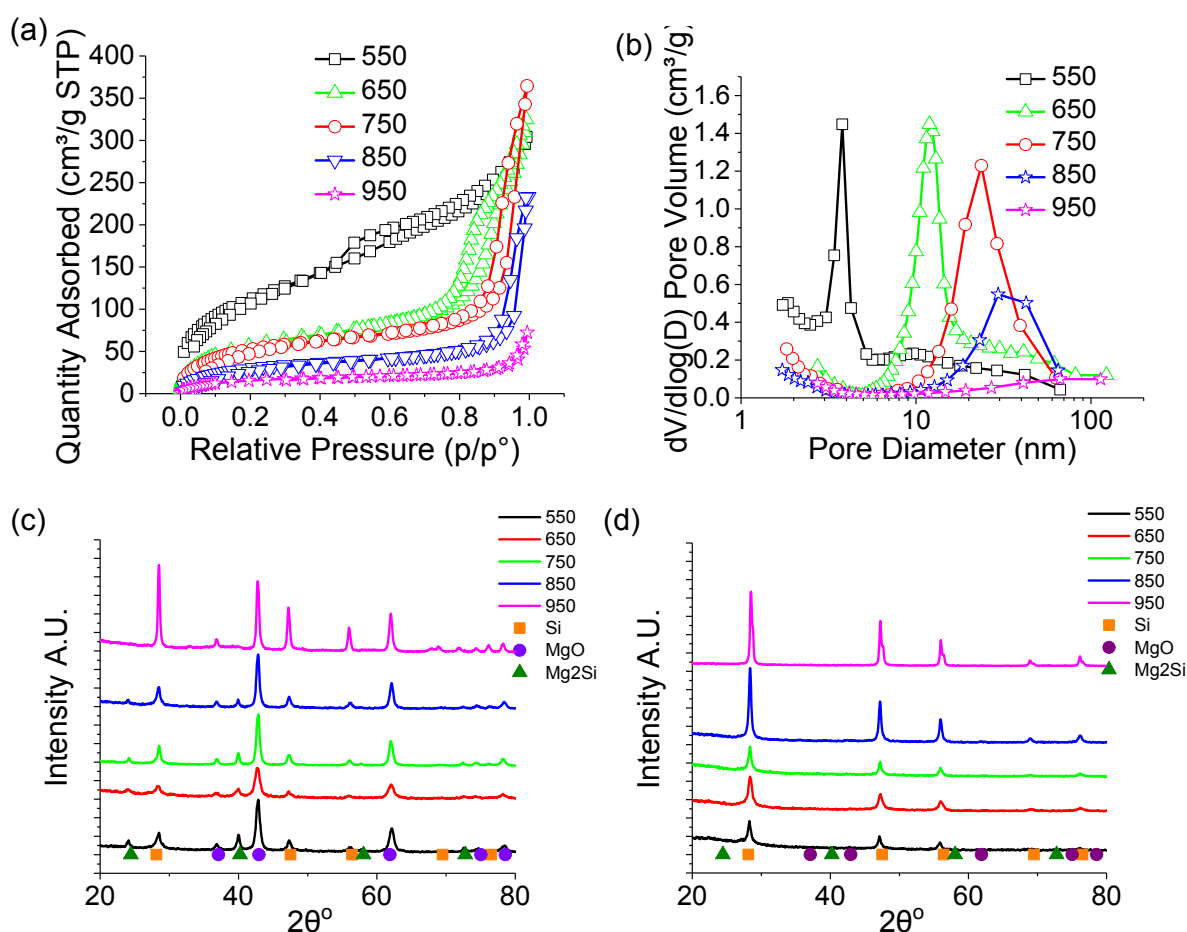 (a)
Quantity Adsorbed (cm³/g STP)
400
350
300
250
200
150
100
50
0
550
650
750
850
950
0.0 0.2 0.4 0.6 0.8 1.0
Relative Pressure (p/p°)
(b)
dV/dlog(D) Pore Volume (cm³/g)
1.6
1.4
1.2
1.0
0.8
0.6
0.4
0.2
0.0
550
650
750
850
950
1 10 100
Pore Diameter (nm)
(c)
Intensity A.U.
550
650
750
850
950
Si
MgO
Mg2Si
20 40 60 80
2θº
(d)
Intensity A.U.
550
650
750
850
950
Si
MgO
Mg2Si
20 40 60 80
2θº